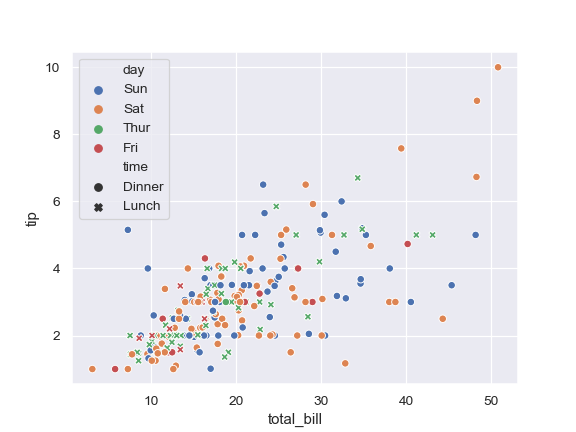 day
Sun
Sat
Thur
Fri
time
Dinner
Lunch
10
8
6
4
2
tip
10
20
30
40
50
total_bill